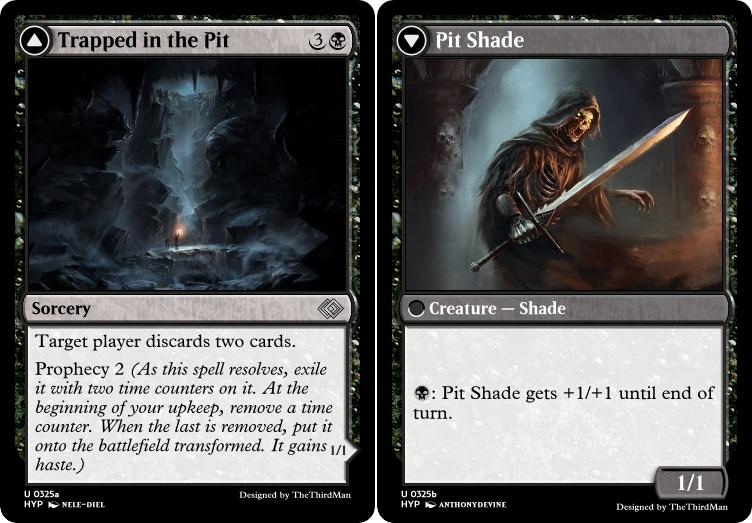 Trapped in the Pit 3
Sorcery
Target player discards two cards.
Prophecy 2 (As this spell resolves, exile
it with two time counters on it. At the
beginning of your upkeep, remove a time
counter. When the last is removed, put it
onto the battlefield transformed. It gains
haste.)
1/1
U 0325a
HYP NELE-DIEL
Designed by TheThirdMan
Pit Shade
Creature — Shade
: Pit Shade gets +1/+1 until end of
turn.
1/1
U 0325b
HYP ANTHONYDEVINE
Designed by TheThirdMan